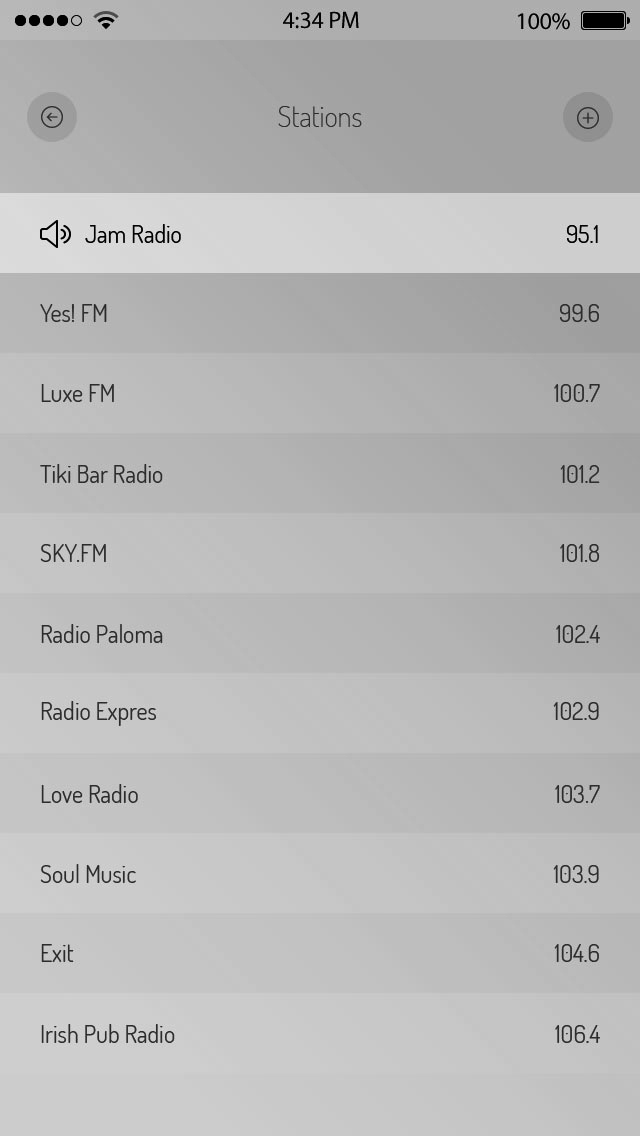 4:34 PM 100%
Stations
Jam Radio 95.1
Yes! FM 99.6
Luxe FM 100.7
Tiki Bar Radio 101.2
SKY.FM 101.8
Radio Paloma 102.4
Radio Expres 102.9
Love Radio 103.7
Soul Music 103.9
Exit 104.6
Irish Pub Radio 106.4